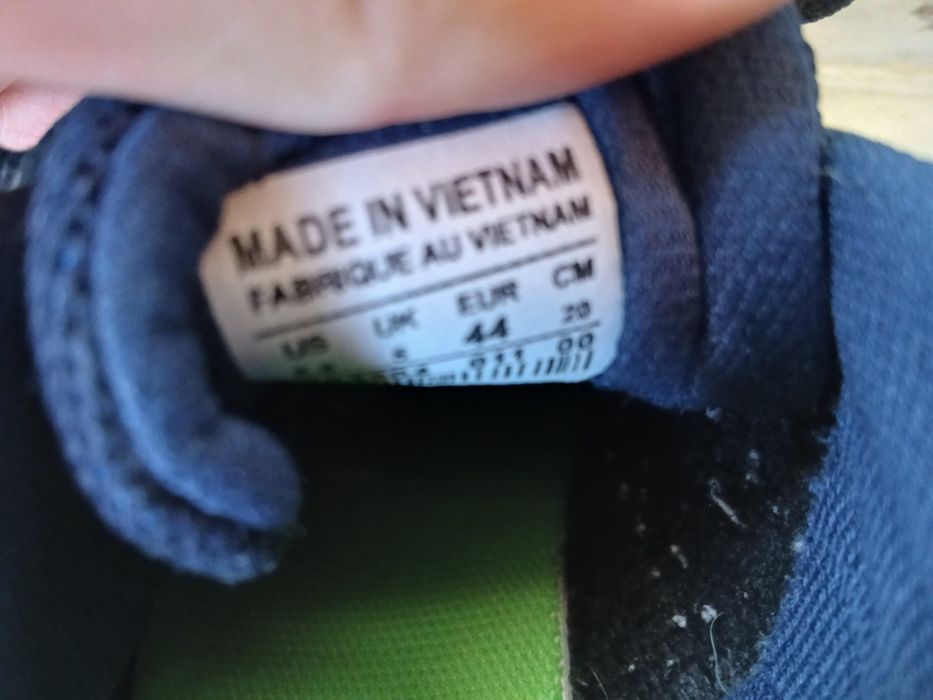 MADE IN VIETNAM
FABRIQUE AU VIETNAM
US UK EUR CM
44